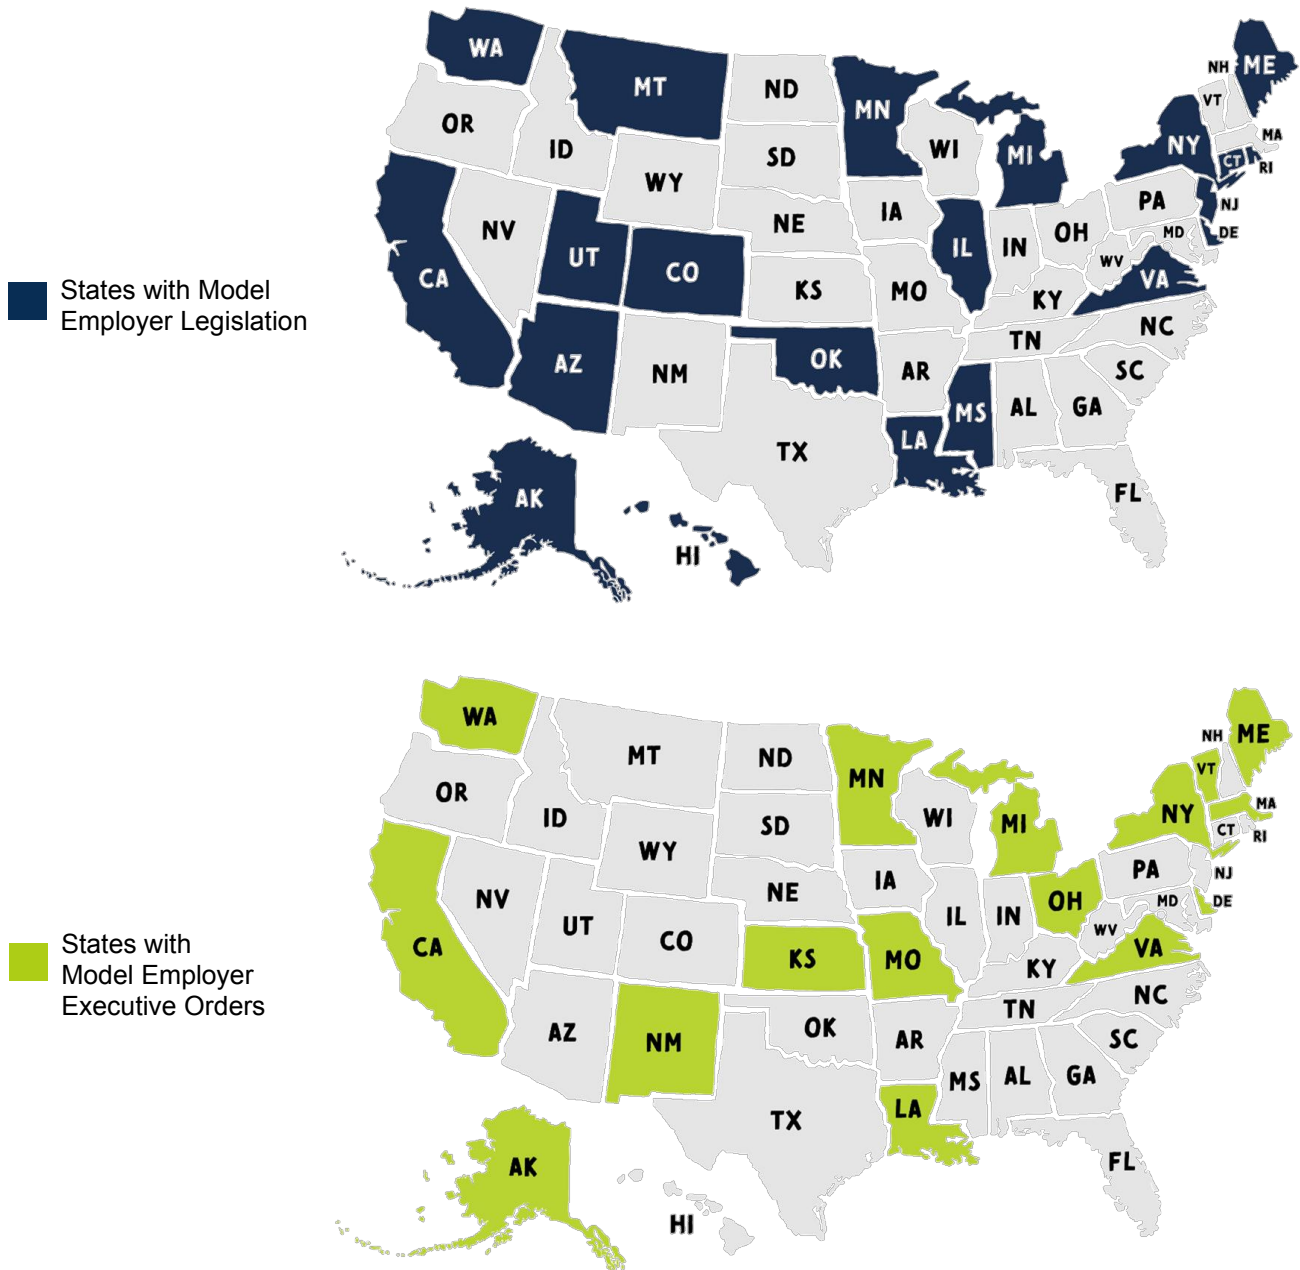 WA
MT
ND
MN
ME
NH
VT
OR
ID
SD
WI
MI
NY
MA
CT
RI
WY
NE
IA
PA
NJ
NV
UT
CO
IL
IN
OH
MD
DE
WV
VA
CA
KS
MO
KY
NC
TN
AZ
NM
OK
AR
SC
MS
AL
GA
LA
TX
FL
AK
HI
States with Model
Employer Legislation
WA
MT
ND
MN
ME
NH
VT
OR
ID
SD
WI
MI
NY
MA
CT
RI
WY
NE
IA
PA
NJ
NV
UT
CO
IL
IN
OH
MD
DE
WV
VA
CA
KS
MO
KY
NC
TN
AZ
NM
OK
AR
SC
MS
AL
GA
LA
TX
FL
AK
HI
States with
Model Employer
Executive Orders